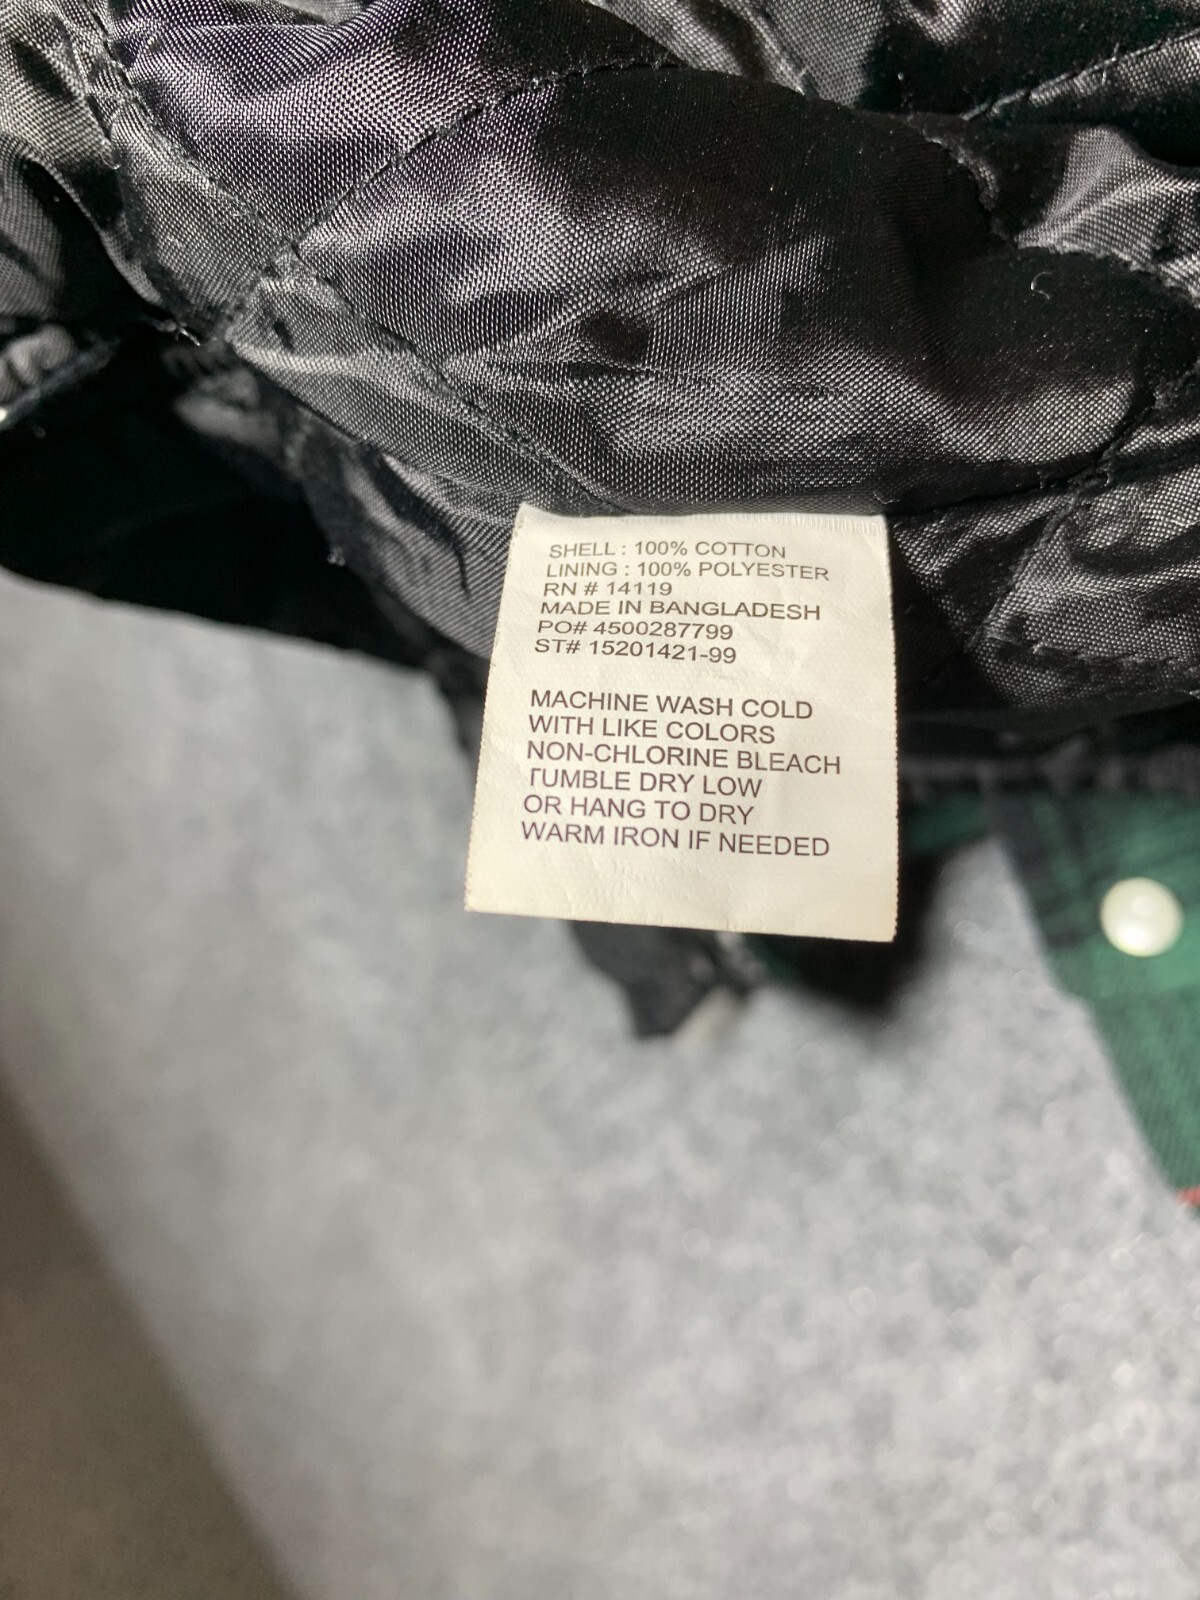 SHELL : 100% COTTON
LINING : 100% POLYESTER
RN # 14119
MADE IN BANGLADESH
PO# 4500287799
ST# 15201421-99
MACHINE WASH COLD
WITH LIKE COLORS
NON-CHLORINE BLEACH
TUMBLE DRY LOW
OR HANG TO DRY
WARM IRON IF NEEDED